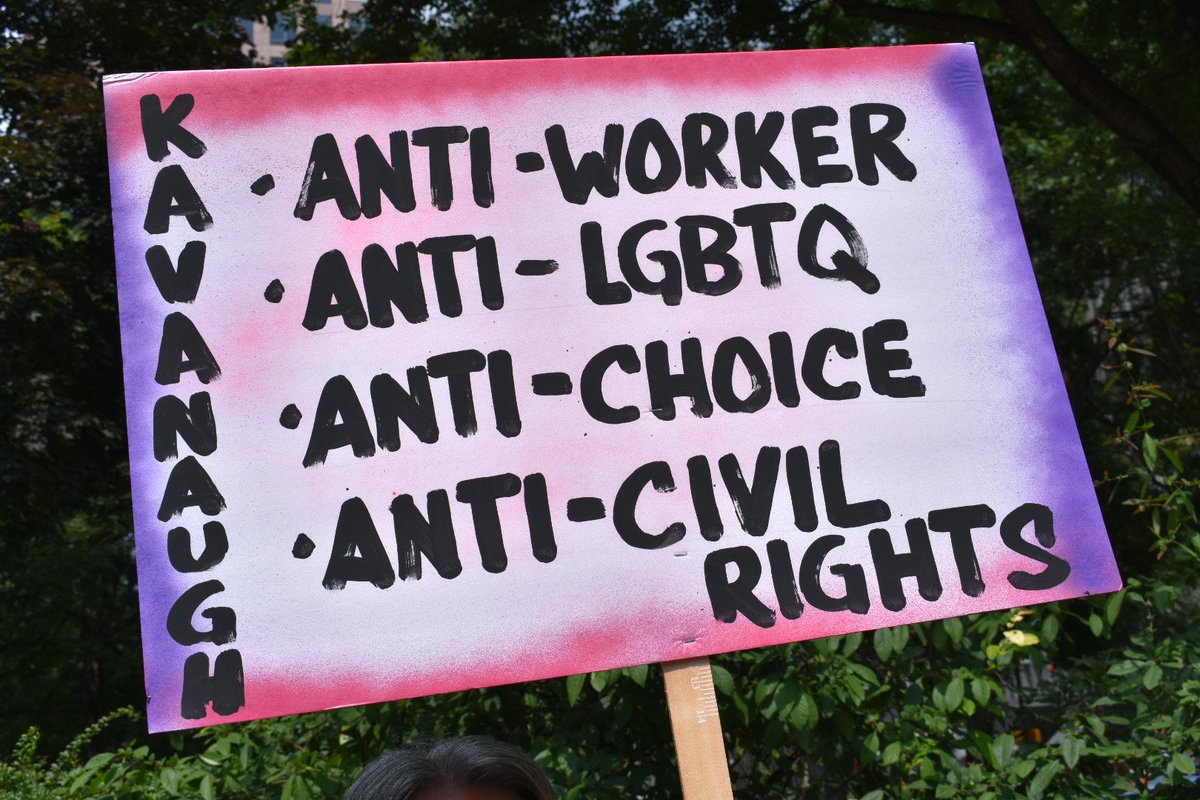 KAVANAUGH
· ANTI-WORKER
· ANTI-LGBTQ
· ANTI-CHOICE
· ANTI-CIVIL
RIGHTS